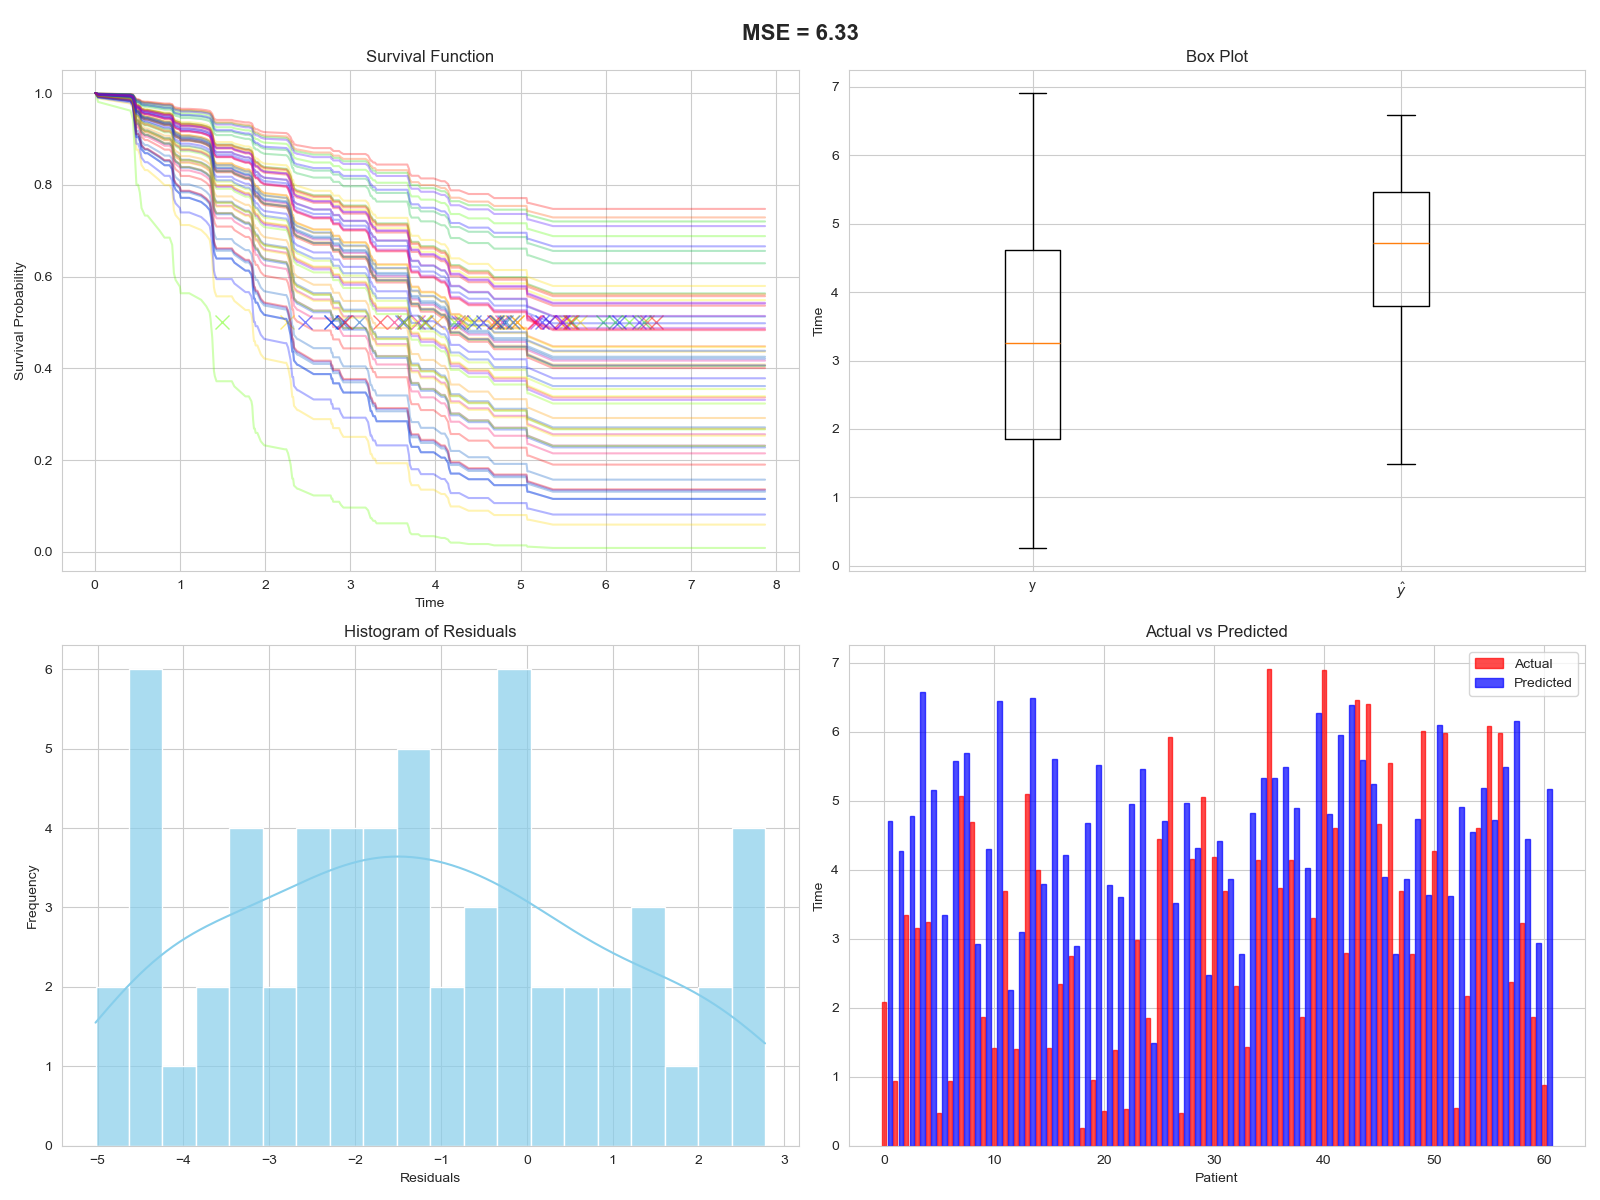 MSE = 6.33
Survival Function
1.0
0.8
0.6
0.4
0.2
0.0
Survival Probability
0 1 2 3 4 5 6 7 8
Time
Box Plot
7
6
5
4
3
2
1
0
Time
y ŷ
Histogram of Residuals
6
5
4
3
2
1
0
Frequency
−5 −4 −3 −2 −1 0 1 2 3
Residuals
Actual vs Predicted
Actual
Predicted
7
6
5
4
3
2
1
0
Time
0 10 20 30 40 50 60
Patient